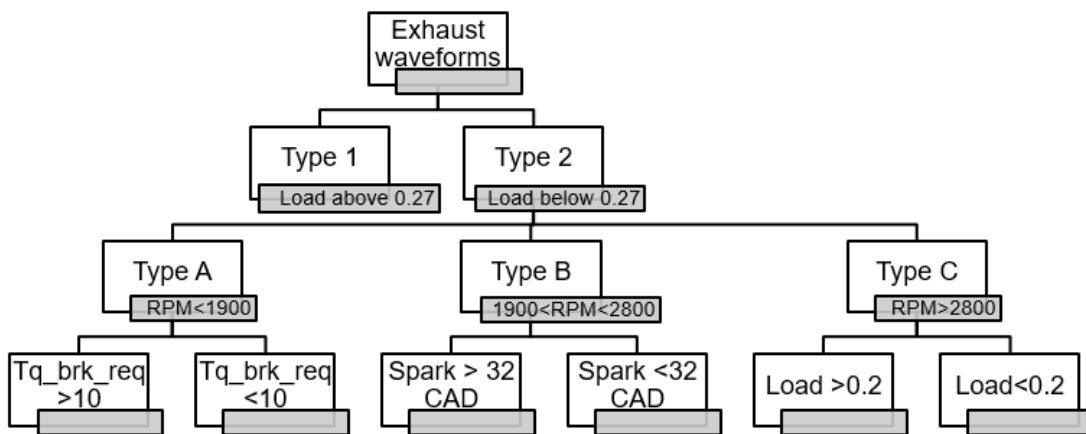 Exhaust
waveforms
Type 1
Type 2
Load above 0.27
Load below 0.27
Type A
Type B
Type C
RPM<1900
1900<RPM<2800
RPM>2800
Tq_brk_req
>10
Tq_brk_req
<10
Spark > 32
CAD
Spark <32
CAD
Load >0.2
Load<0.2